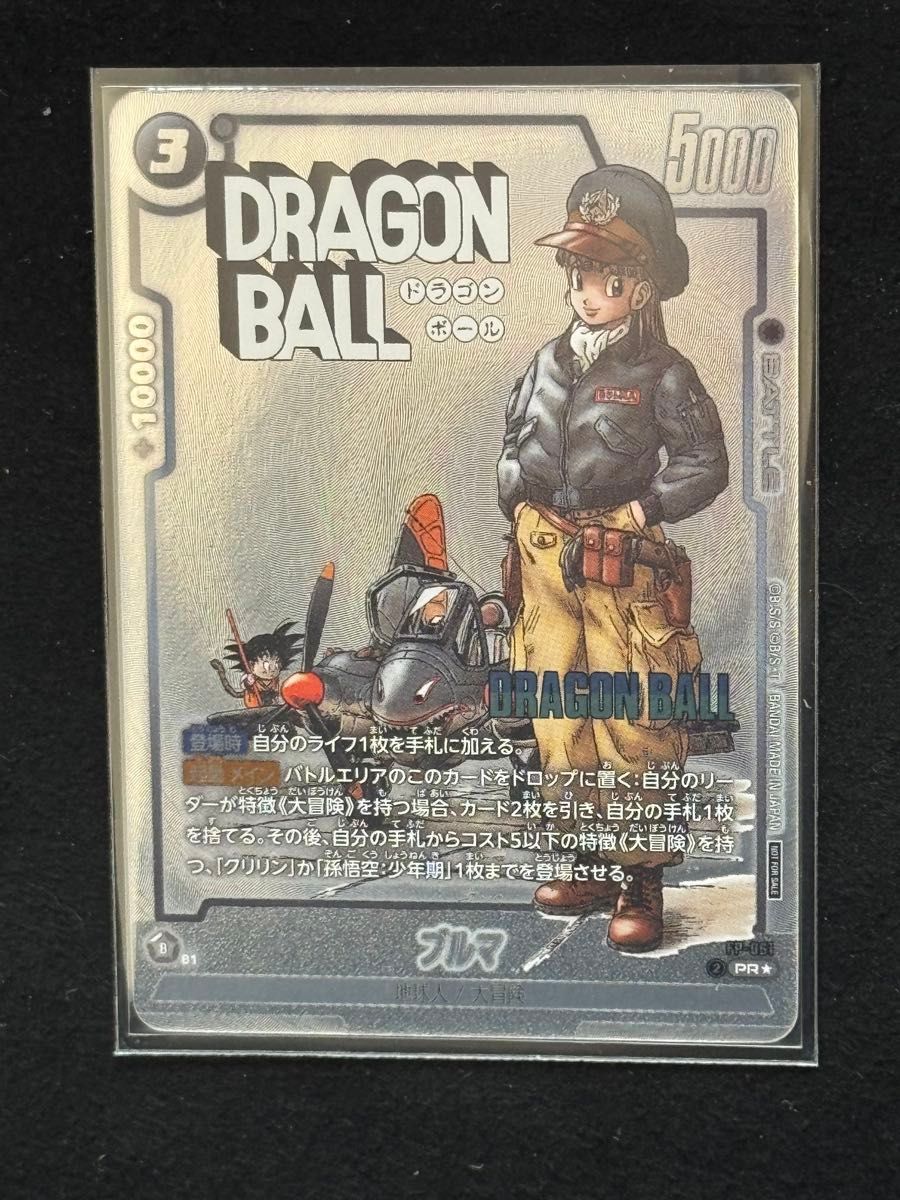 3
5000
DRAGON
BALL
ドラゴン
ボール
+10000
BATTLE
BULMA
DRAGON BALL
登場時 自分のライフ1枚を手札に加える。
起動メイン バトルエリアのこのカードをドロップに置く:自分のリー
ダーが特徴《大冒険》を持つ場合、カード2枚を引き、自分の手札1枚
を捨てる。その後、自分の手札からコスト5以下の特徴《大冒険》を持
つ、「クリリン」か「孫悟空:少年期」1枚までを登場させる。
©B/S/S ©B/S・T BANDAI MADE IN JAPAN
NOT FOR SALE
B
B1
ブルマ
FP-061
2 PR★
地球人 / 大冒険